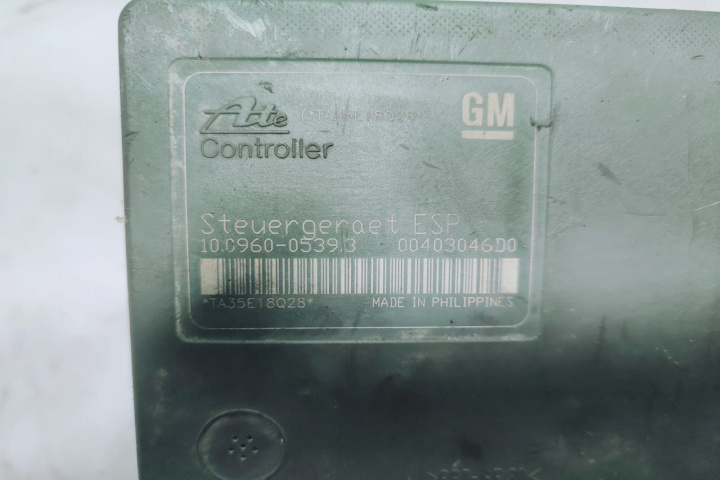 Ate
GM
Controller
Steuergeraet ESP
10.0960-0539.3 00403046D0
*TA35E18Q28* MADE IN PHILIPPINES